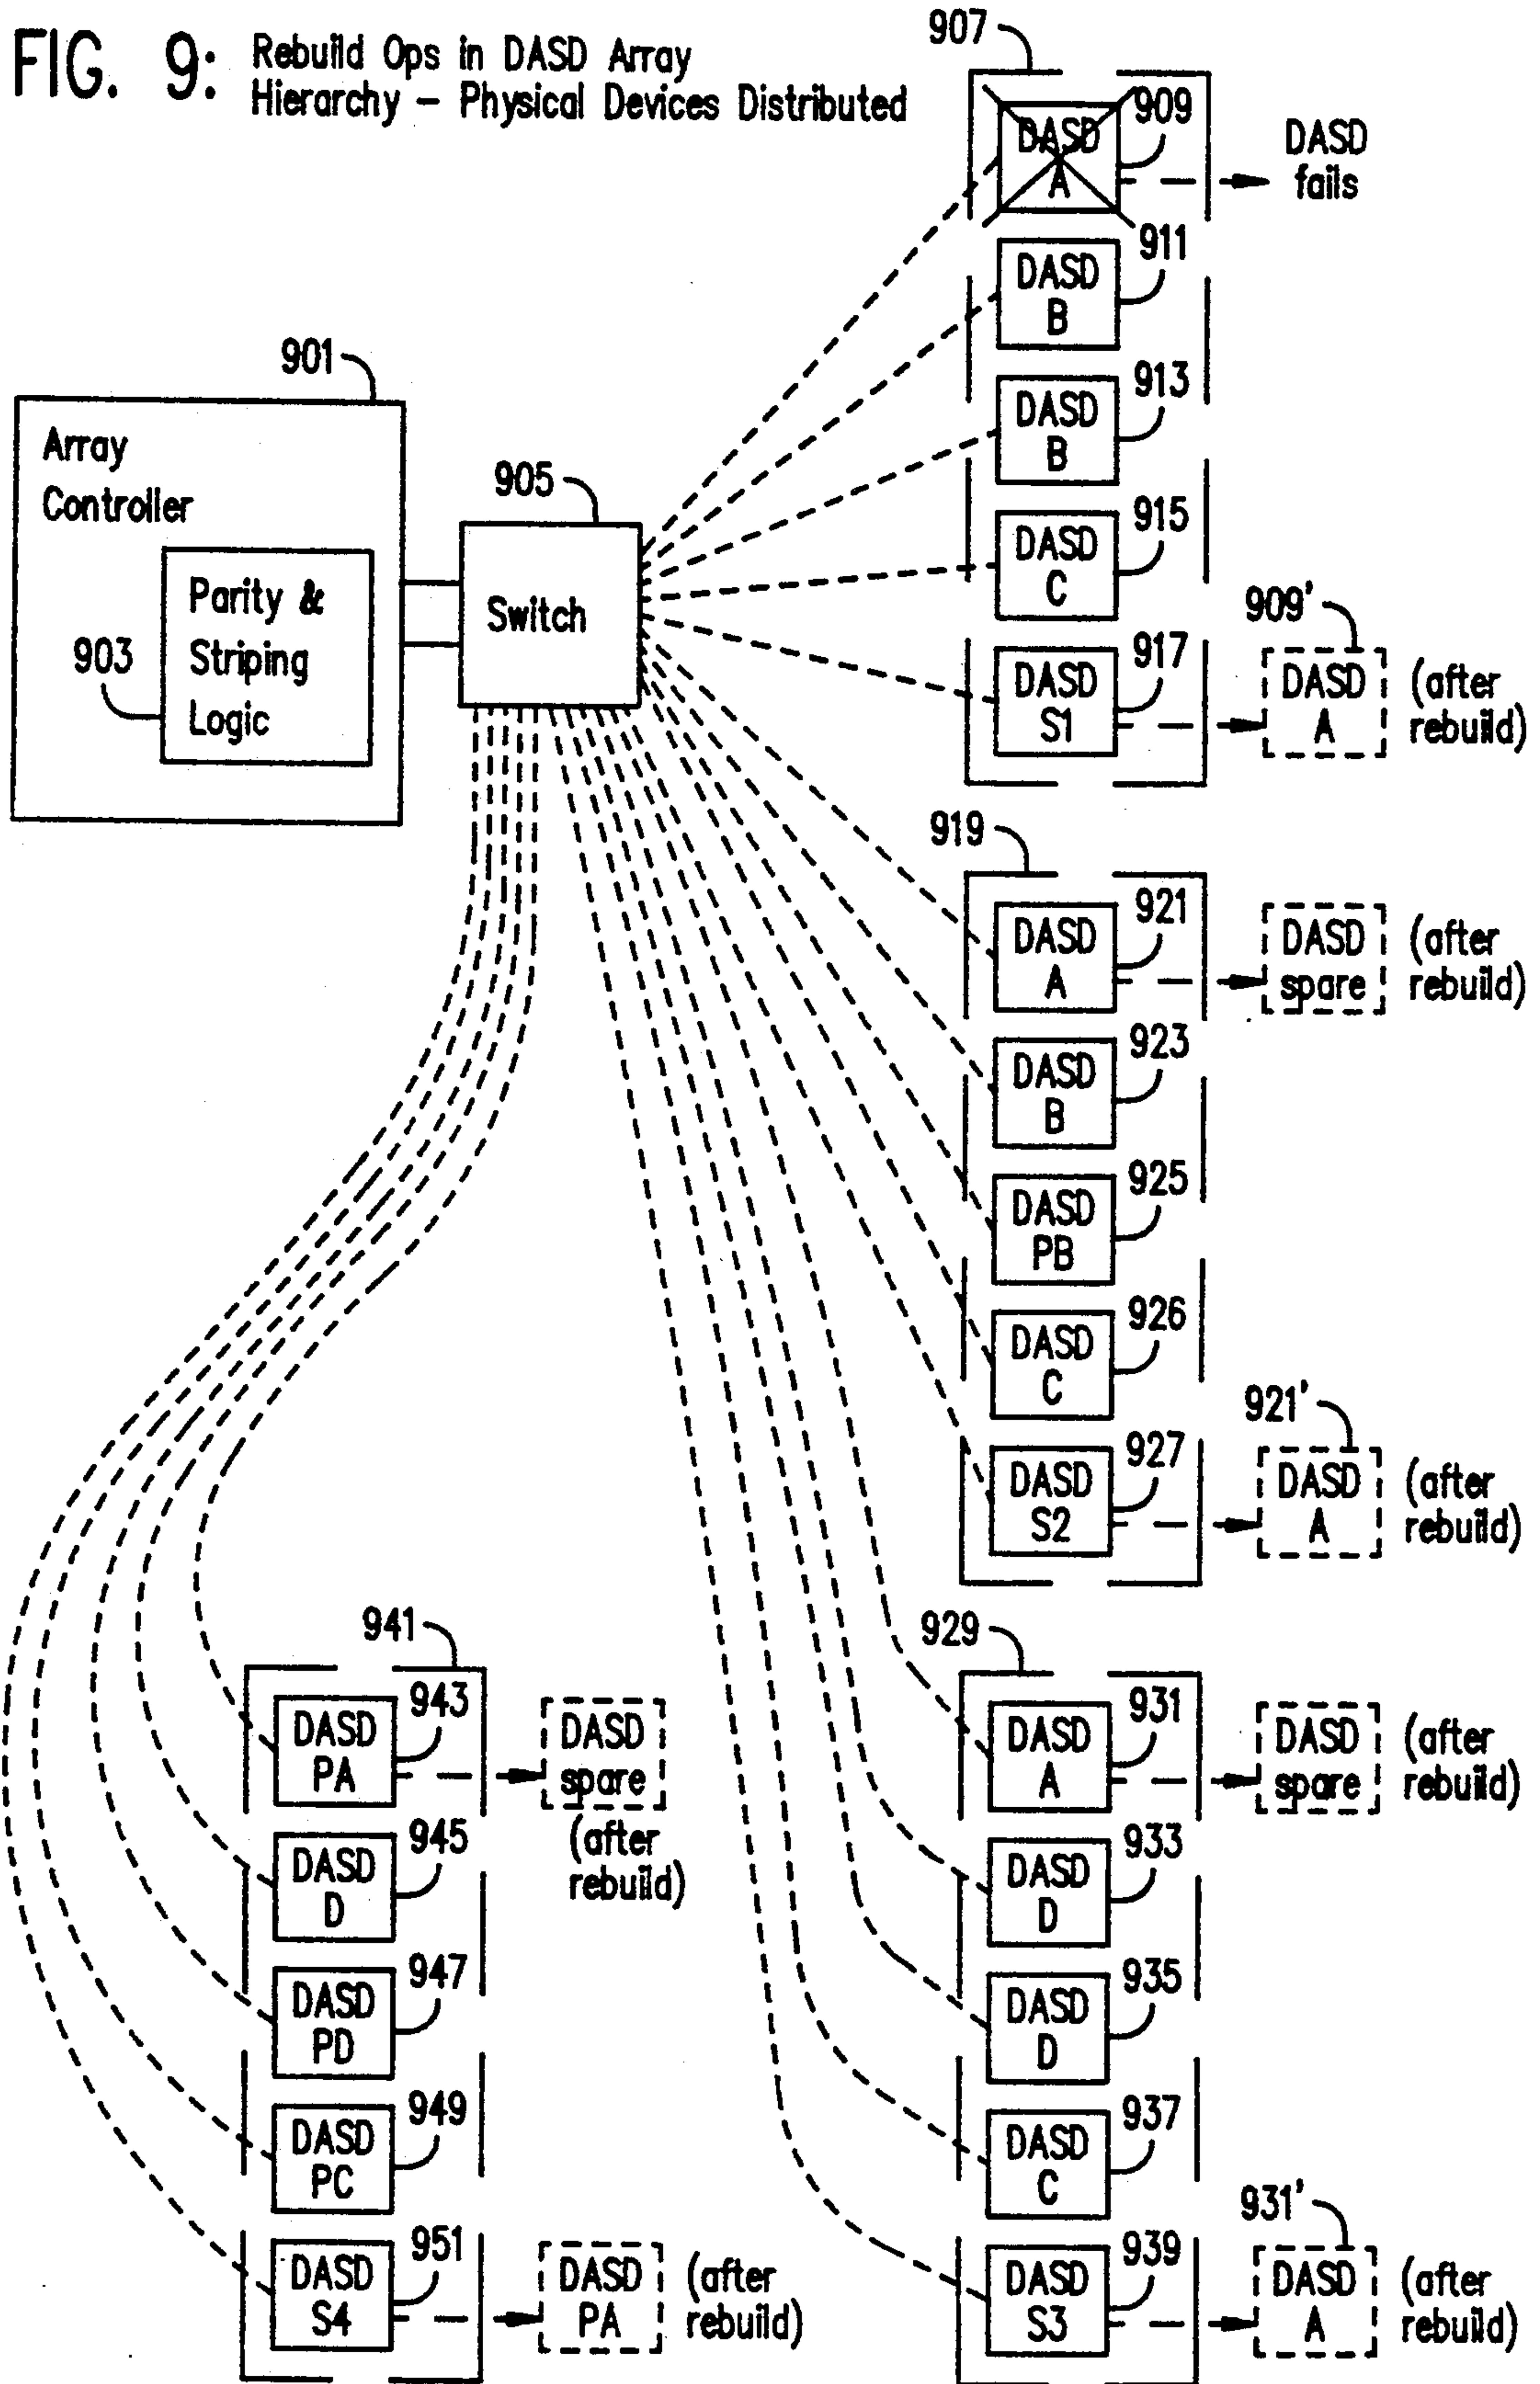 FIG. 9: Rebuild Ops in DASD Array
Hierarchy – Physical Devices Distributed
901
Array
Controller
903
Parity &
Striping
Logic
905
Switch
907
DASD
A
909
DASD
fails
DASD
B
911
DASD
B
913
DASD
C
915
DASD
S1
917
909'
DASD
A
(after
rebuild)
919
DASD
A
921
DASD
spare
(after
rebuild)
DASD
B
923
DASD
PB
925
DASD
C
926
DASD
S2
927
921'
DASD
A
(after
rebuild)
941
DASD
PA
943
DASD
spare
(after
rebuild)
DASD
D
945
DASD
PD
947
DASD
PC
949
DASD
S4
951
DASD
PA
(after
rebuild)
929
DASD
A
931
DASD
spare
(after
rebuild)
DASD
D
933
DASD
D
935
DASD
C
937
DASD
S3
939
931'
DASD
A
(after
rebuild)